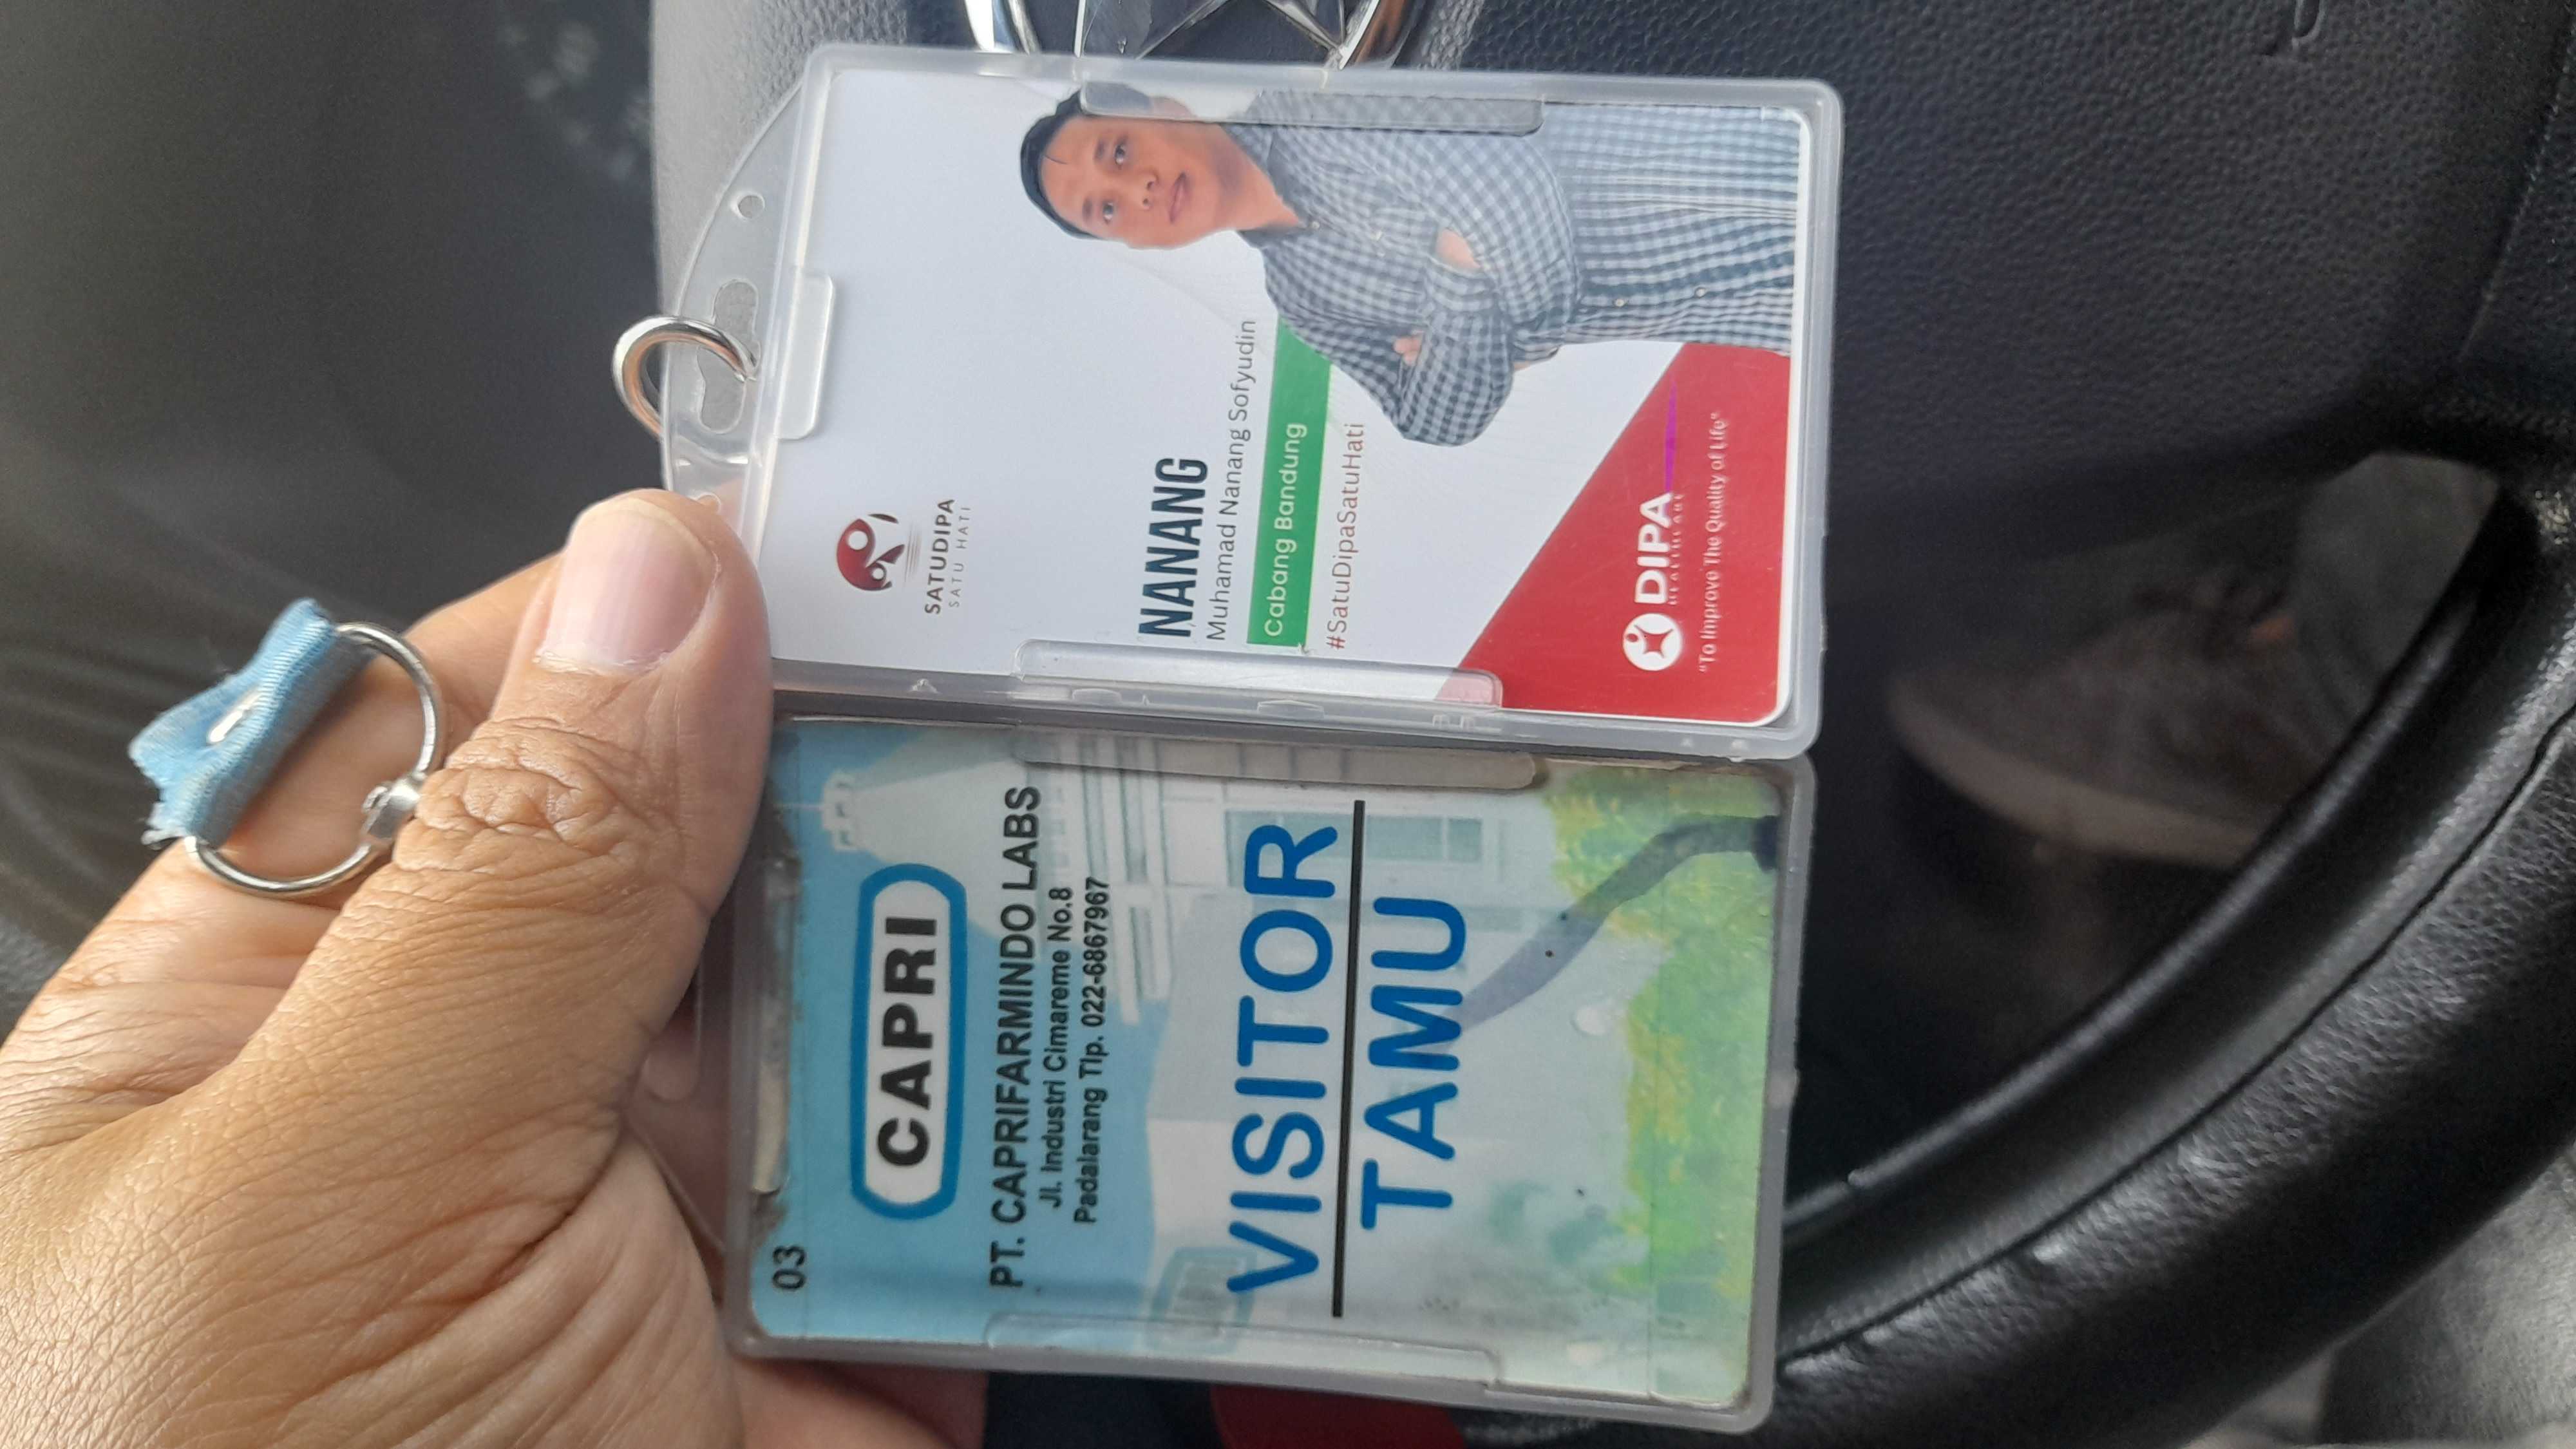 SATUDIPA
SATU HATI
NANANG
Muhamad Nanang Sofyudin
Cabang Bandung
#SatuDipaSatuHati
DIPA
HEALTHCARE
"To Improve The Quality of Life"
03
CAPRI
PT. CAPRIFARMINDO LABS
Jl. Industri Cimareme No.8
Padalarang Tlp. 022-6867967
VISITOR
TAMU